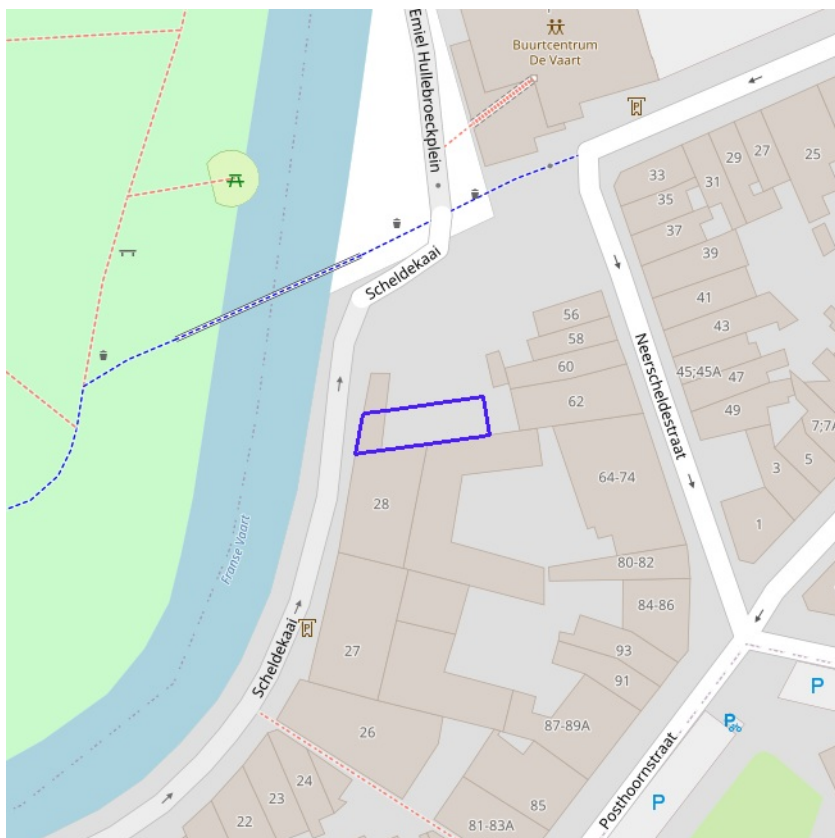 Emiel Hullebroeckplein
Buurtcentrum
De Vaart
P
33
35
37
31
29
27
25
39
41
43
45;45A
47
49
7;7A
5
3
1
Scheldekaai
56
58
60
62
Neerscheldestraat
64-74
28
Franse Vaart
80-82
84-86
93
91
P
27
Scheldekaai
26
87-89A
P
P
24
23
22
85
81-83A
Posthoornstraat
P